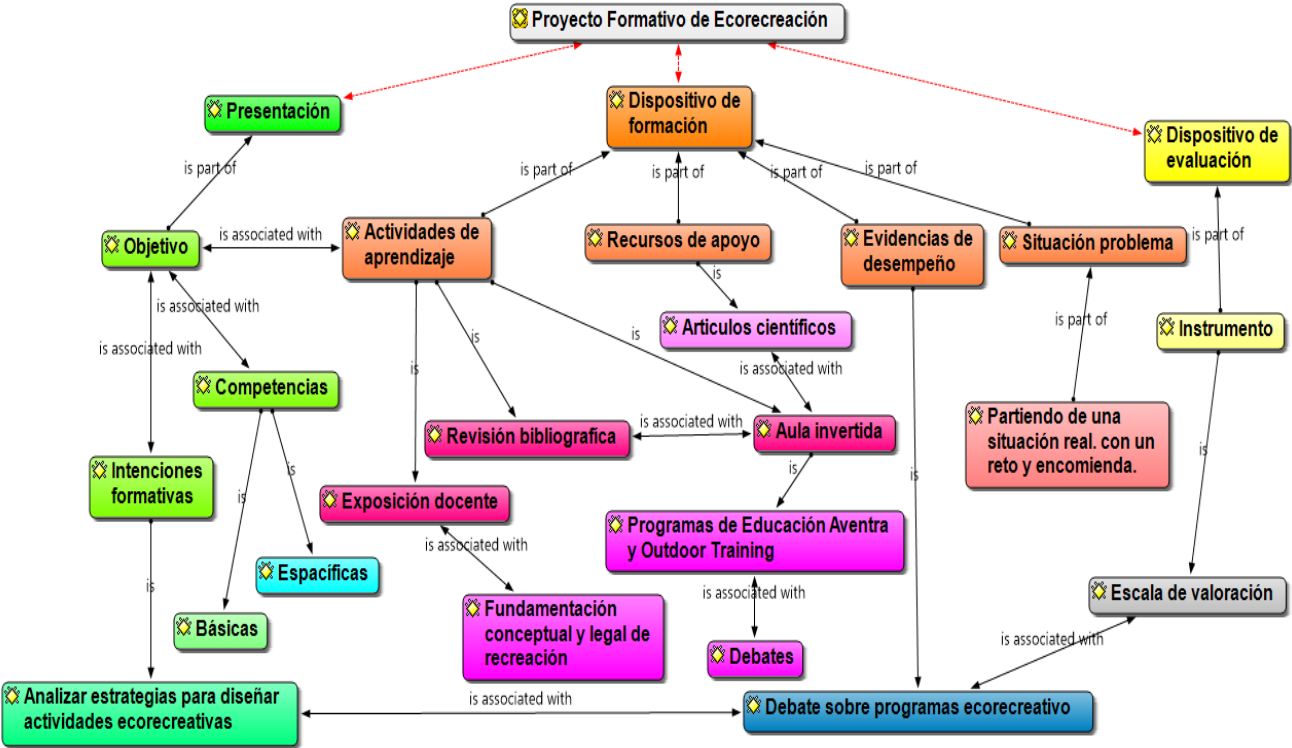 Proyecto Formativo de Ecorecreación
Presentación
Dispositivo de
formación
Dispositivo de
evaluación
is part of
is part of
is part of
is part of
is part of
Objetivo
is associated with
Actividades de
aprendizaje
Recursos de apoyo
Evidencias de
desempeño
Situación problema
is part of
is
is associated with
Articulos científicos
is part of
Instrumento
is associated with
is
is
is
is associated with
Competencias
Revisión bibliografica
is associated with
Aula invertida
Partiendo de una
situación real. con un
reto y encomienda.
Intenciones
formativas
is
is
is
is
is
Exposición docente
is associated with
Programas de Educación Aventra
y Outdoor Training
Espacíficas
is
is associated with
Escala de valoración
Básicas
Fundamentación
conceptual y legal de
recreación
Debates
is associated with
Analizar estrategias para diseñar
actividades ecorecreativas
is associated with
Debate sobre programas ecorecreativo